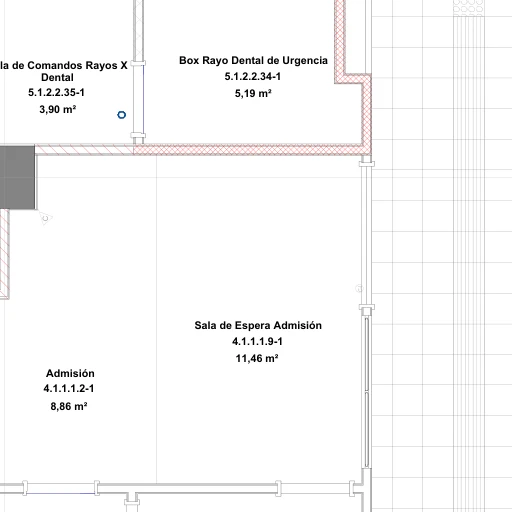 la de Comandos Rayos X
Dental
5.1.2.2.35-1
3,90 m²
Box Rayo Dental de Urgencia
5.1.2.2.34-1
5,19 m²
Sala de Espera Admisión
4.1.1.1.9-1
11,46 m²
Admisión
4.1.1.1.2-1
8,86 m²